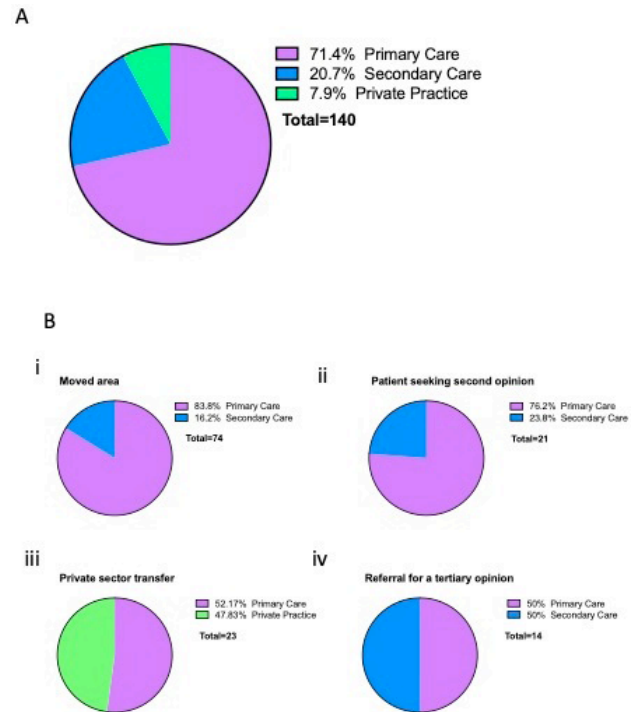 A
71.4% Primary Care
20.7% Secondary Care
7.9% Private Practice
Total=140
B
i
Moved area
83.8% Primary Care
16.2% Secondary Care
Total=74
ii
Patient seeking second opinion
76.2% Primary Care
23.8% Secondary Care
Total=21
iii
Private sector transfer
52.17% Primary Care
47.83% Private Practice
Total=23
iv
Referral for a tertiary opinion
50% Primary Care
50% Secondary Care
Total=14